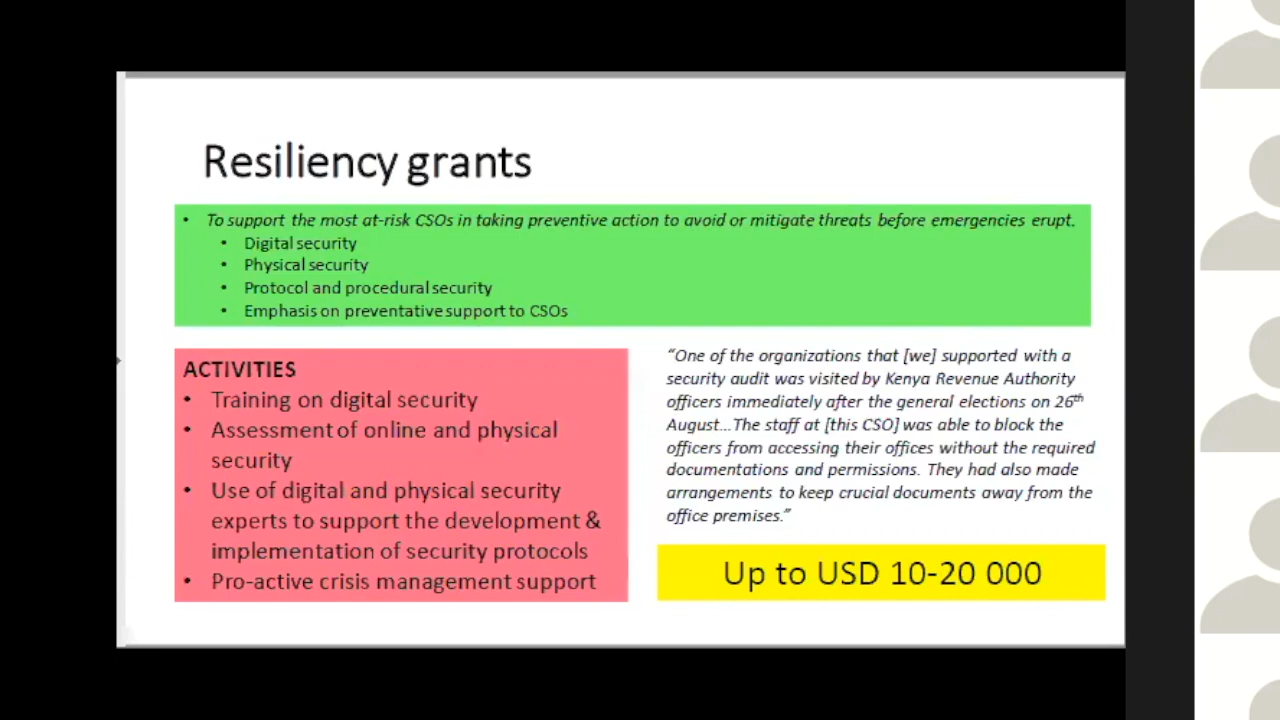 Resiliency grants
• To support the most at-risk CSOs in taking preventive action to avoid or mitigate threats before emergencies erupt.
• Digital security
• Physical security
• Protocol and procedural security
• Emphasis on preventative support to CSOs
ACTIVITIES
• Training on digital security
• Assessment of online and physical
security
• Use of digital and physical security
experts to support the development &
implementation of security protocols
• Pro-active crisis management support
“One of the organizations that [we] supported with a
security audit was visited by Kenya Revenue Authority
officers immediately after the general elections on 26th
August...The staff at [this CSO] was able to block the
officers from accessing their offices without the required
documentations and permissions. They had also made
arrangements to keep crucial documents away from the
office premises.”
Up to USD 10-20 000